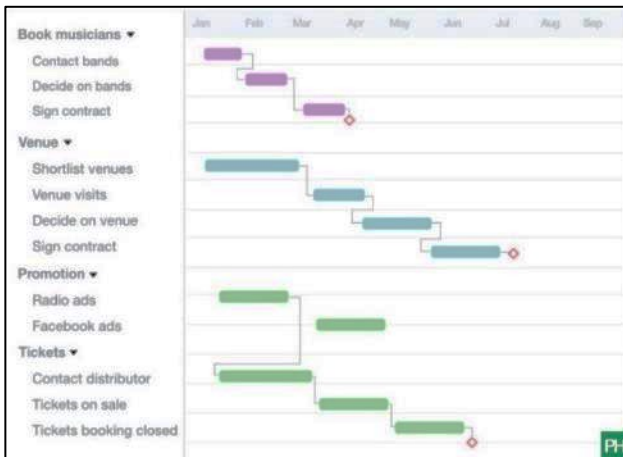 Jan Feb Mar Apr May Jun Jul Aug Sep
Book musicians
Contact bands
Decide on bands
Sign contract
Venue
Shortlist venues
Venue visits
Decide on venue
Sign contract
Promotion
Radio ads
Facebook ads
Tickets
Contact distributor
Tickets on sale
Tickets booking closed
PH